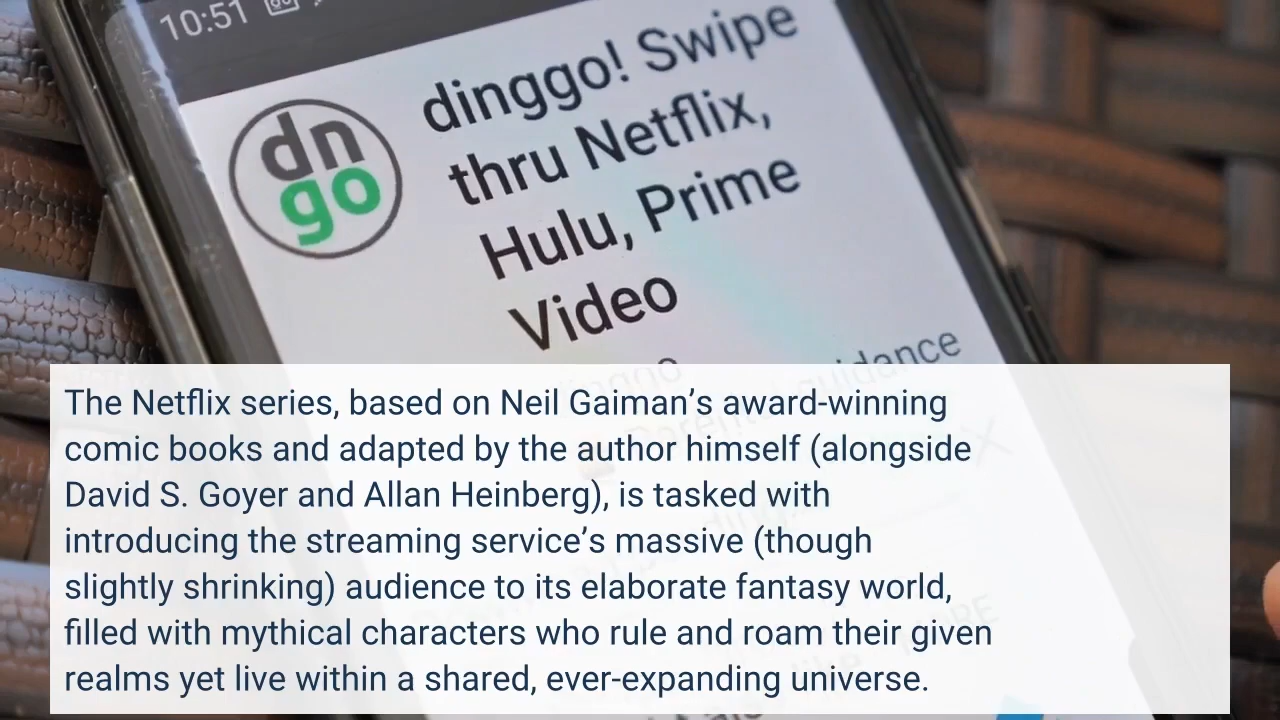 10:51
dn
go
dinggo! Swipe
thru Netflix,
Hulu, Prime
Video
guidance
The Netflix series, based on Neil Gaiman’s award-winning
comic books and adapted by the author himself (alongside
David S. Goyer and Allan Heinberg), is tasked with
introducing the streaming service’s massive (though
slightly shrinking) audience to its elaborate fantasy world,
filled with mythical characters who rule and roam their given
realms yet live within a shared, ever-expanding universe.